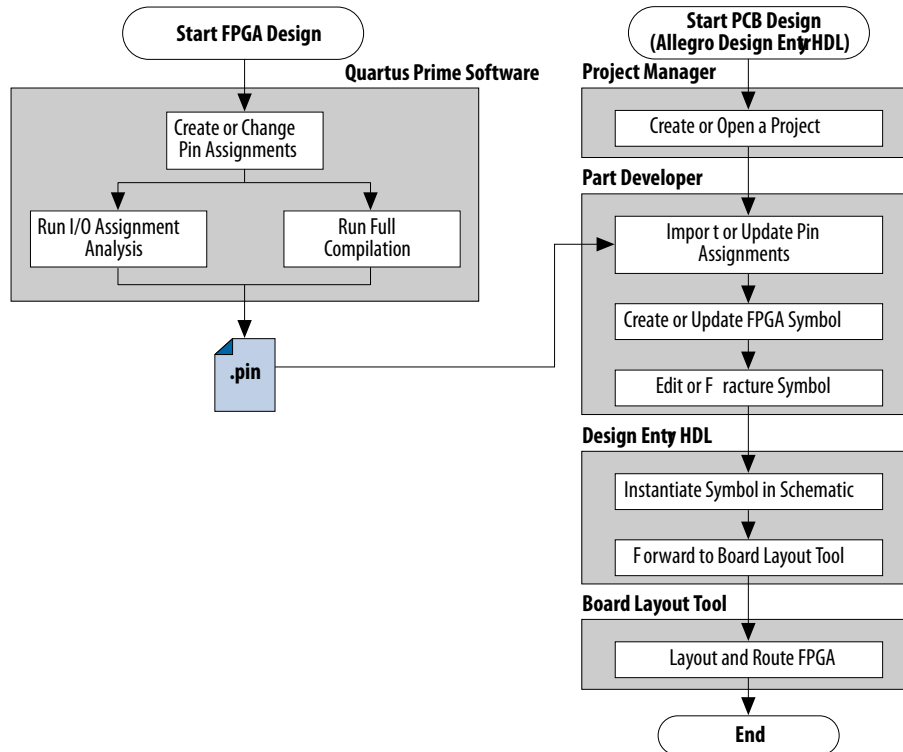 Start FPGA Design
Quartus Prime Software
Create or Change
Pin Assignments
Run I/O Assignment
Analysis
Run Full
Compilation
.pin
Start PCB Design
(Allegro Design Enty HDL)
Project Manager
Create or Open a Project
Part Developer
Impor t or Update Pin
Assignments
Create or Update FPGA Symbol
Edit or F racture Symbol
Design Enty HDL
Instantiate Symbol in Schematic
F orward to Board Layout Tool
Board Layout Tool
Layout and Route FPGA
End